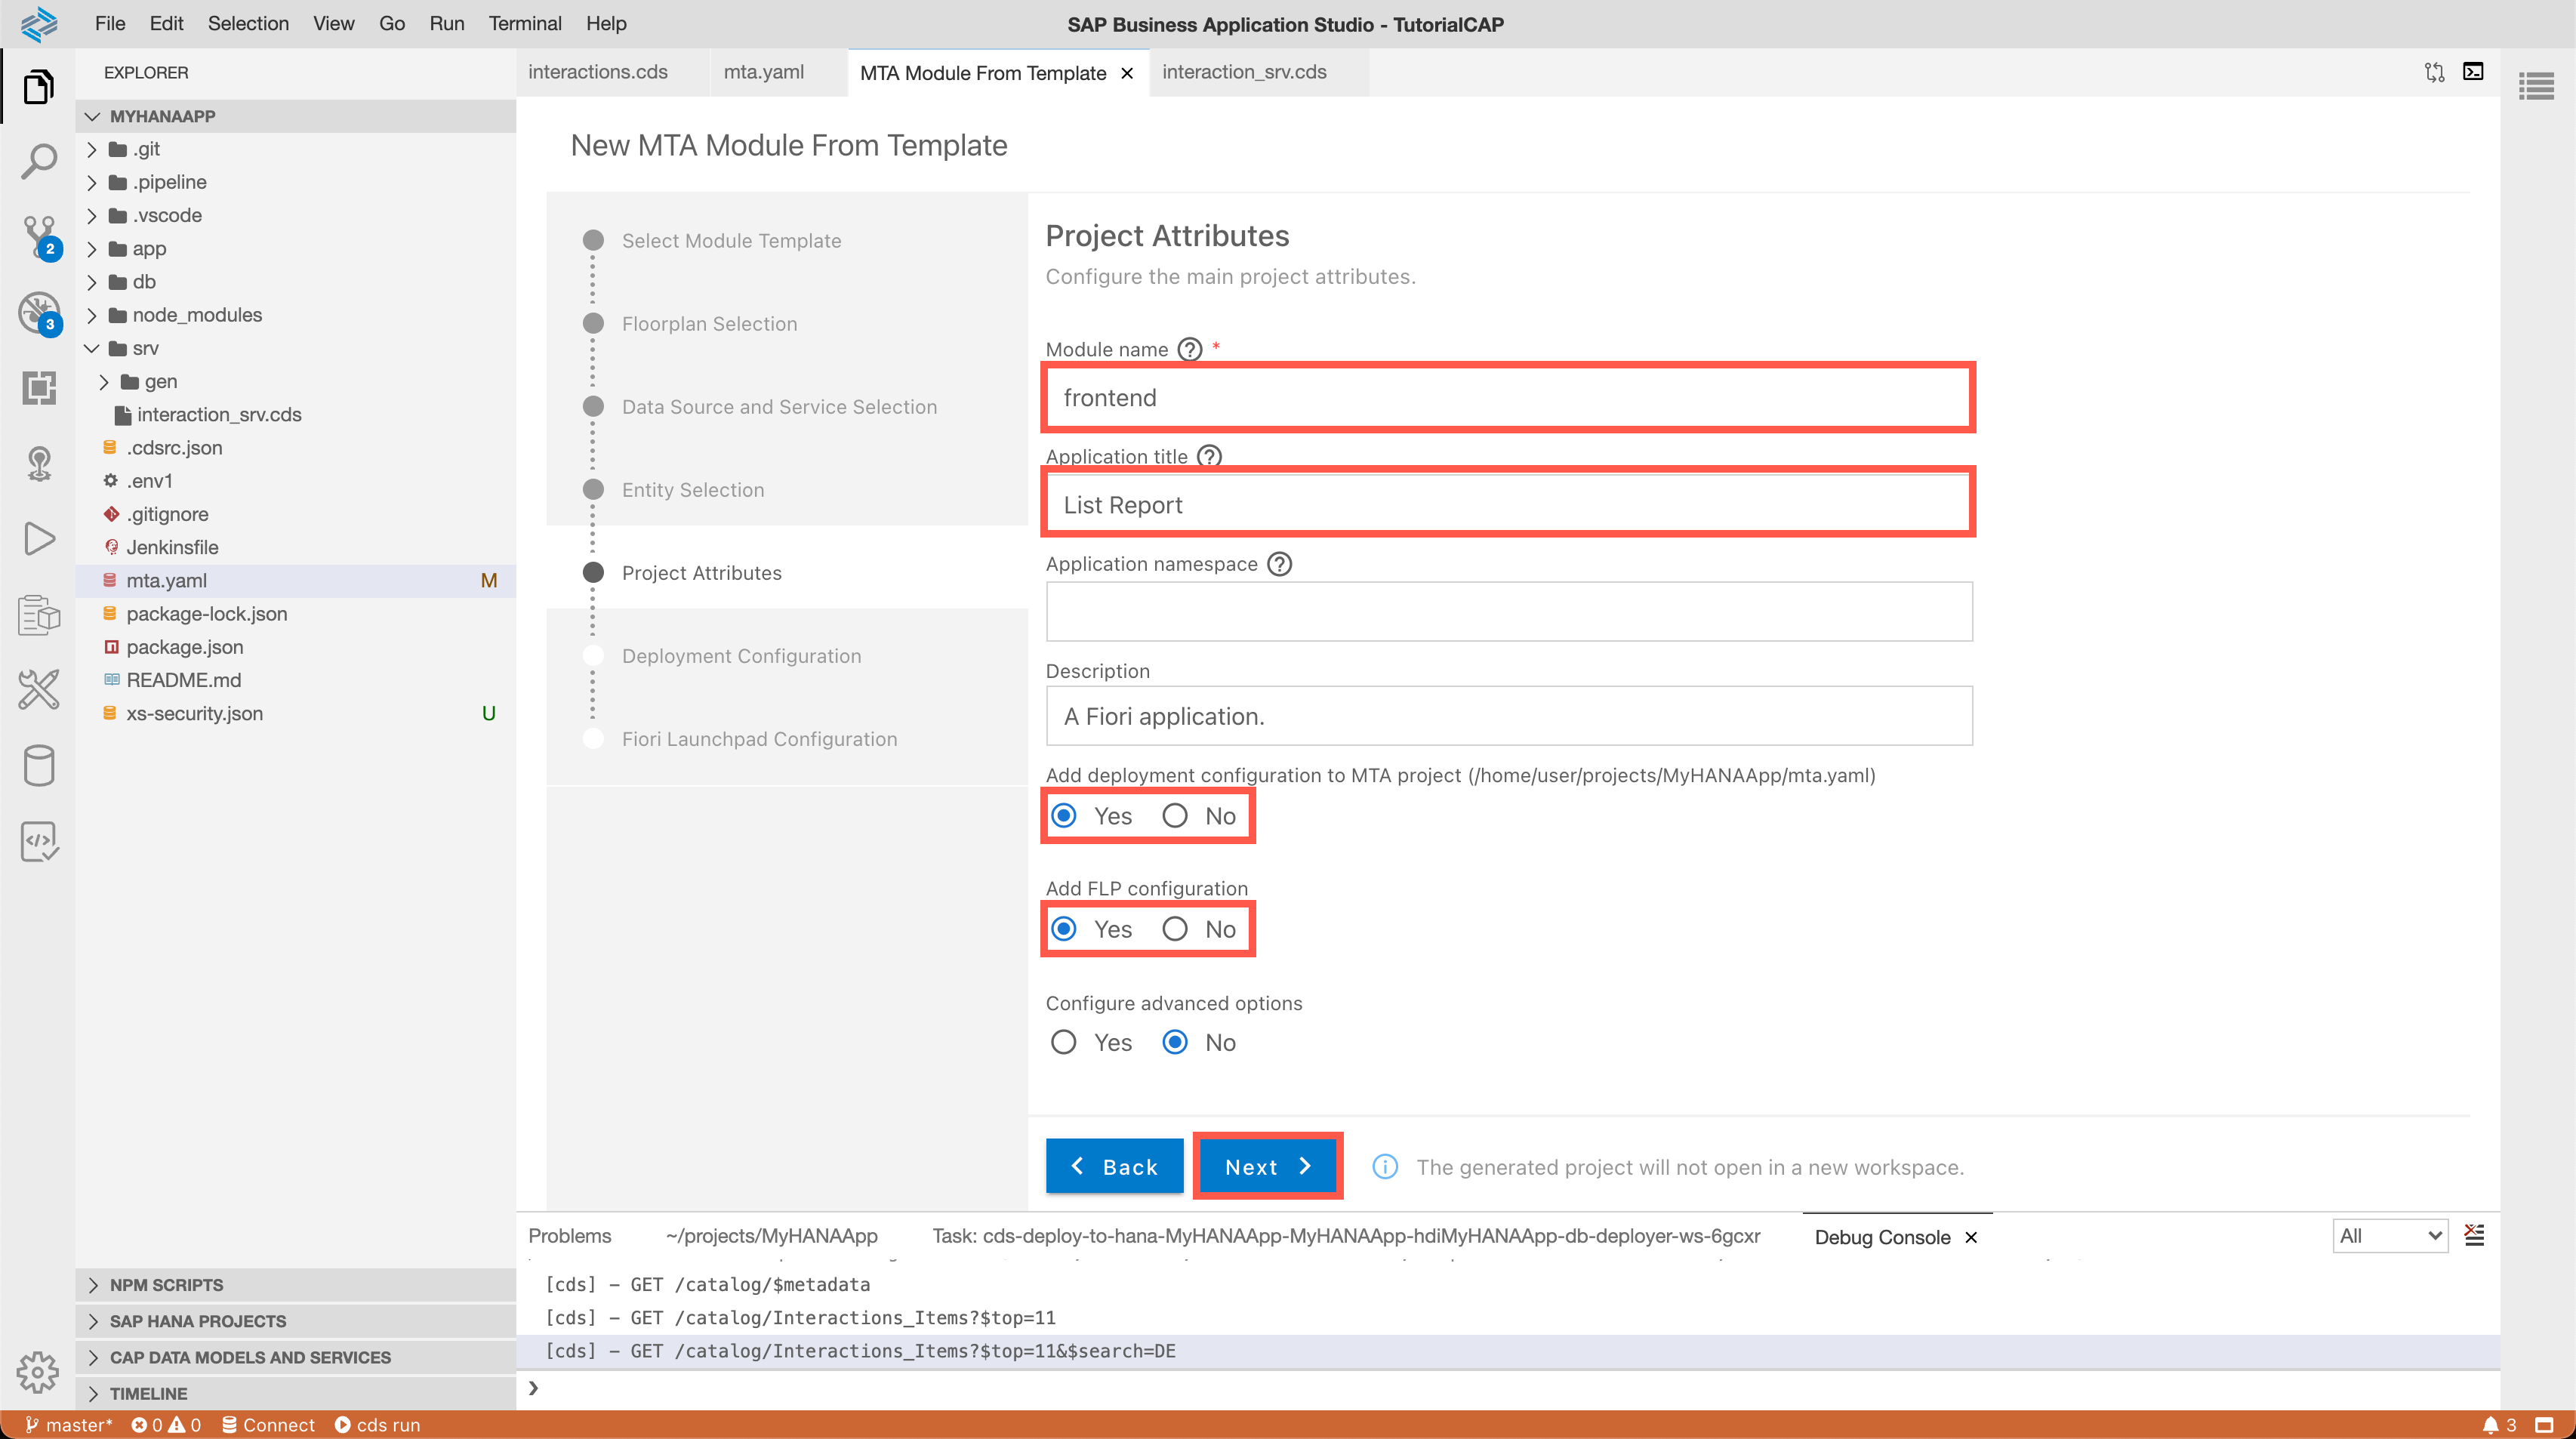 File Edit Selection View Go Run Terminal Help
SAP Business Application Studio - TutorialCAP
EXPLORER
MYHANAAPP
.git
.pipeline
.vscode
app
db
node_modules
srv
gen
interaction_srv.cds
.cdsrc.json
.env1
.gitignore
Jenkinsfile
mta.yaml M
package-lock.json
package.json
README.md
xs-security.json U
NPM SCRIPTS
SAP HANA PROJECTS
CAP DATA MODELS AND SERVICES
TIMELINE
2
3
interactions.cds mta.yaml MTA Module From Template interaction_srv.cds
New MTA Module From Template
Select Module Template
Floorplan Selection
Data Source and Service Selection
Entity Selection
Project Attributes
Deployment Configuration
Fiori Launchpad Configuration
Project Attributes
Configure the main project attributes.
Module name ? *
frontend
Application title ?
List Report
Application namespace ?
Description
A Fiori application.
Add deployment configuration to MTA project (/home/user/projects/MyHANAApp/mta.yaml)
Yes No
Add FLP configuration
Yes No
Configure advanced options
Yes No
Back Next The generated project will not open in a new workspace.
Problems ~/projects/MyHANAApp Task: cds-deploy-to-hana-MyHANAApp-MyHANAApp-hdiMyHANAApp-db-deployer-ws-6gcxr Debug Console All
[cds] - GET /catalog/$metadata
[cds] - GET /catalog/Interactions_Items?$top=11
[cds] - GET /catalog/Interactions_Items?$top=11&$search=DE
master* 0 0 Connect cds run 3